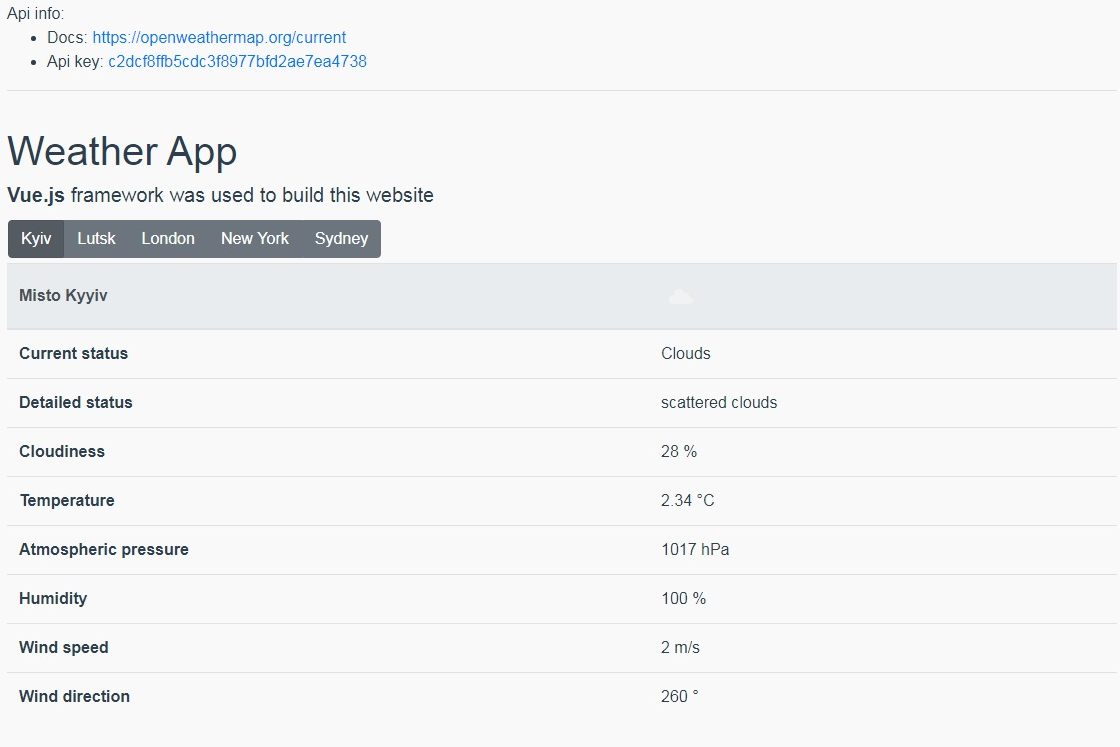 Api info:
Docs: https://openweathermap.org/current
Api key: c2dcf8ffb5cdc3f8977bfd2ae7ea4738
Weather App
Vue.js framework was used to build this website
Kyiv Lutsk London New York Sydney
Misto Kyyiv
Current status Clouds
Detailed status scattered clouds
Cloudiness 28 %
Temperature 2.34 °C
Atmospheric pressure 1017 hPa
Humidity 100 %
Wind speed 2 m/s
Wind direction 260 °